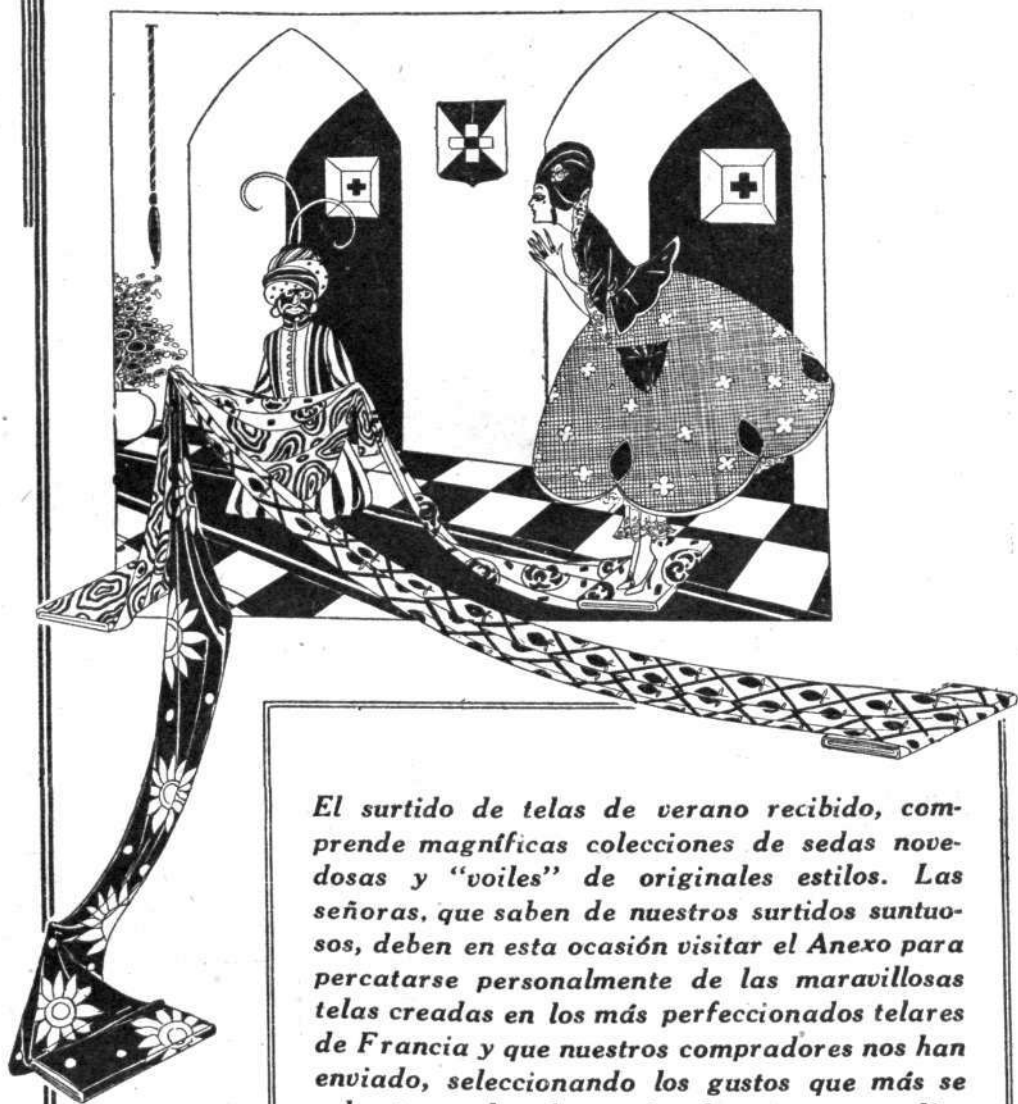 El surtido de telas de verano recibido, com-
prende magníficas colecciones de sedas nove-
dosas y “voiles” de originales estilos. Las
señoras, que saben de nuestros surtidos suntuo-
sos, deben en esta ocasión visitar el Anexo para
percatarse personalmente de las maravillosas
telas creadas en los más perfeccionados telares
de Francia y que nuestros compradores nos han
enviado, seleccionando los gustos que más se